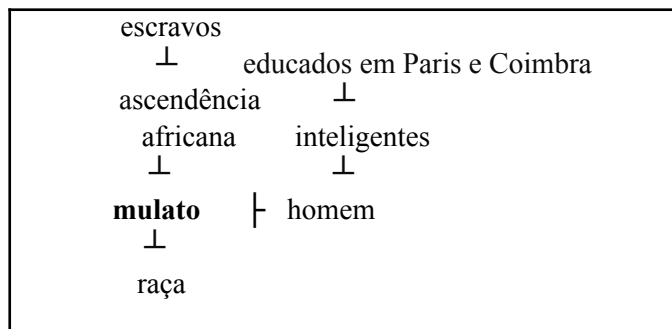 escravos
⊥
educados em Paris e Coimbra
⊥
ascendência
africana
inteligentes
⊥
⊥
mulato ├ homem
⊥
raça